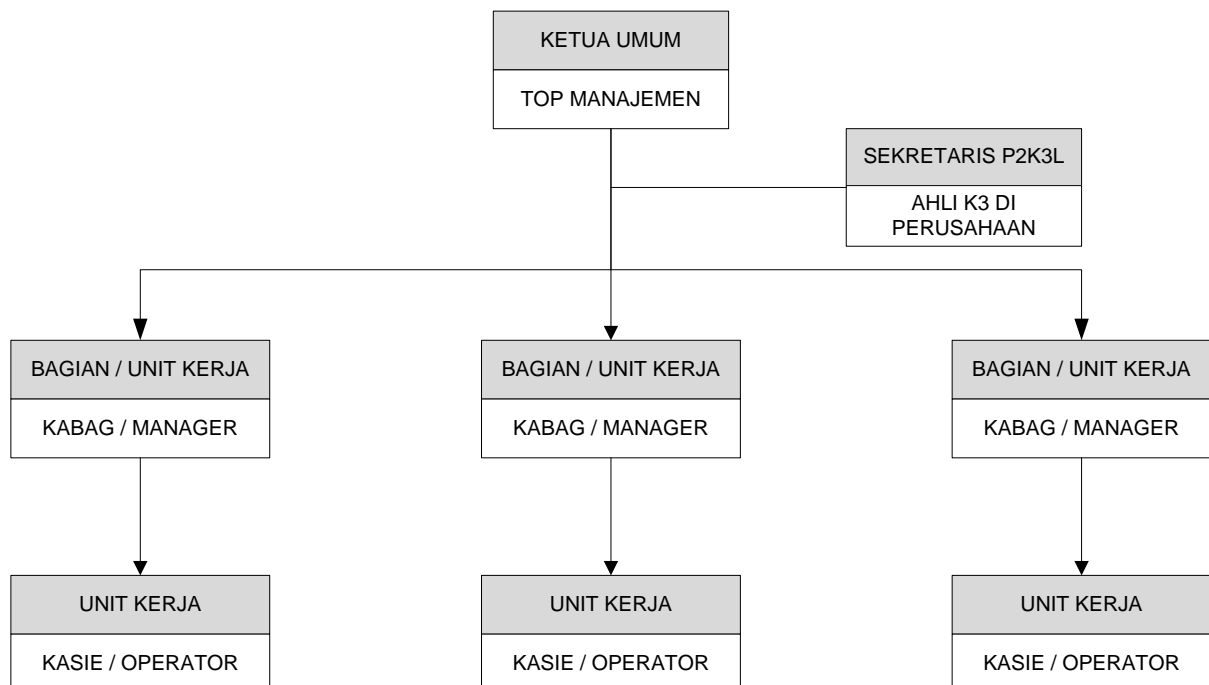 KETUA UMUM
TOP MANAJEMEN
SEKRETARIS P2K3L
AHLI K3 DI
PERUSAHAAN
BAGIAN / UNIT KERJA
KABAG / MANAGER
BAGIAN / UNIT KERJA
KABAG / MANAGER
BAGIAN / UNIT KERJA
KABAG / MANAGER
UNIT KERJA
KASIE / OPERATOR
UNIT KERJA
KASIE / OPERATOR
UNIT KERJA
KASIE / OPERATOR